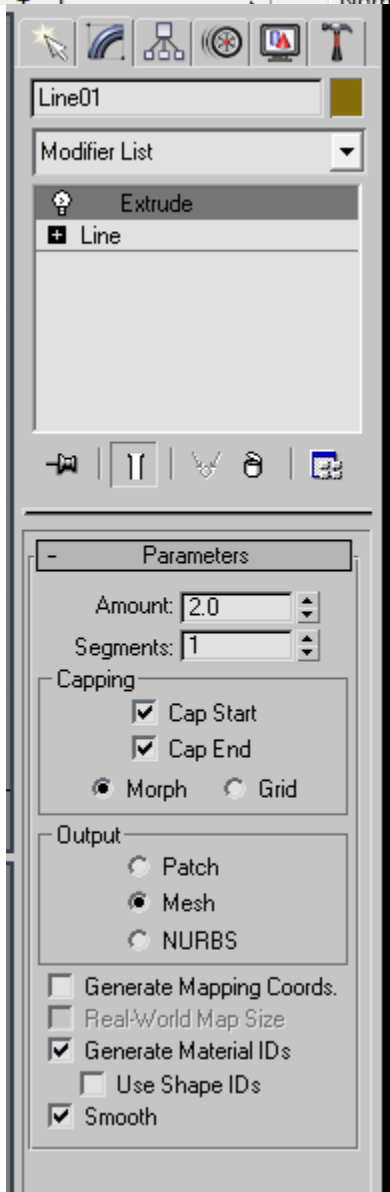 Line01
Modifier List
Extrude
Line
- Parameters
Amount: 2.0
Segments: 1
Capping
Cap Start
Cap End
Morph Grid
Output
Patch
Mesh
NURBS
Generate Mapping Coords.
Real-World Map Size
Generate Material IDs
Use Shape IDs
Smooth